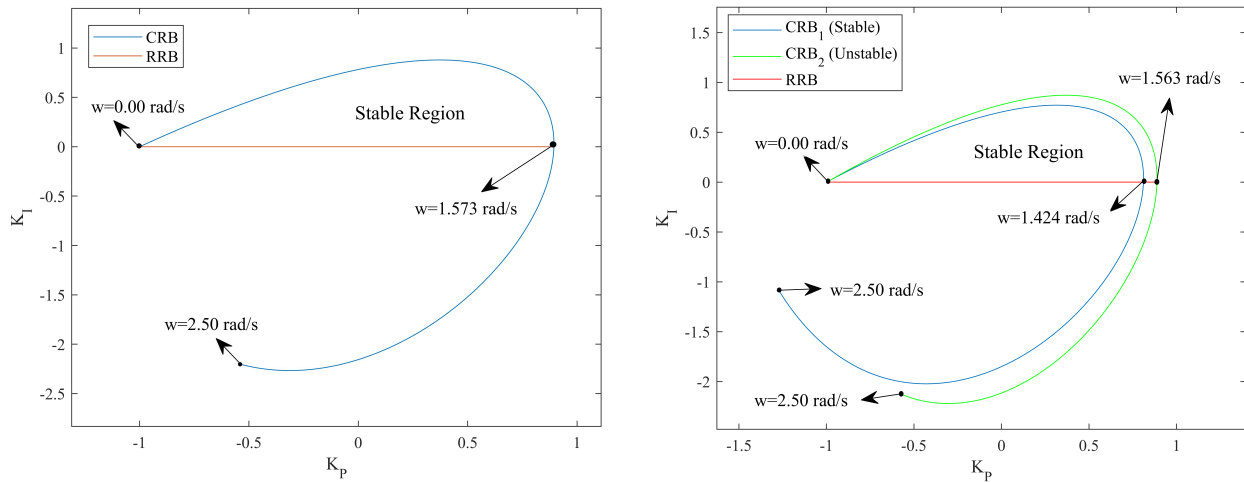 CRB
RRB
w=0.00 rad/s
Stable Region
w=1.573 rad/s
w=2.50 rad/s
1
0.5
0
-0.5
-1
-1.5
-2
-2.5
-1
-0.5
0
0.5
1
K_I
K_P
CRB_1 (Stable)
CRB_2 (Unstable)
RRB
w=1.563 rad/s
w=0.00 rad/s
Stable Region
w=1.424 rad/s
w=2.50 rad/s
w=2.50 rad/s
1.5
1
0.5
0
-0.5
-1
-1.5
-2
-1.5
-1
-0.5
0
0.5
1
K_I
K_P